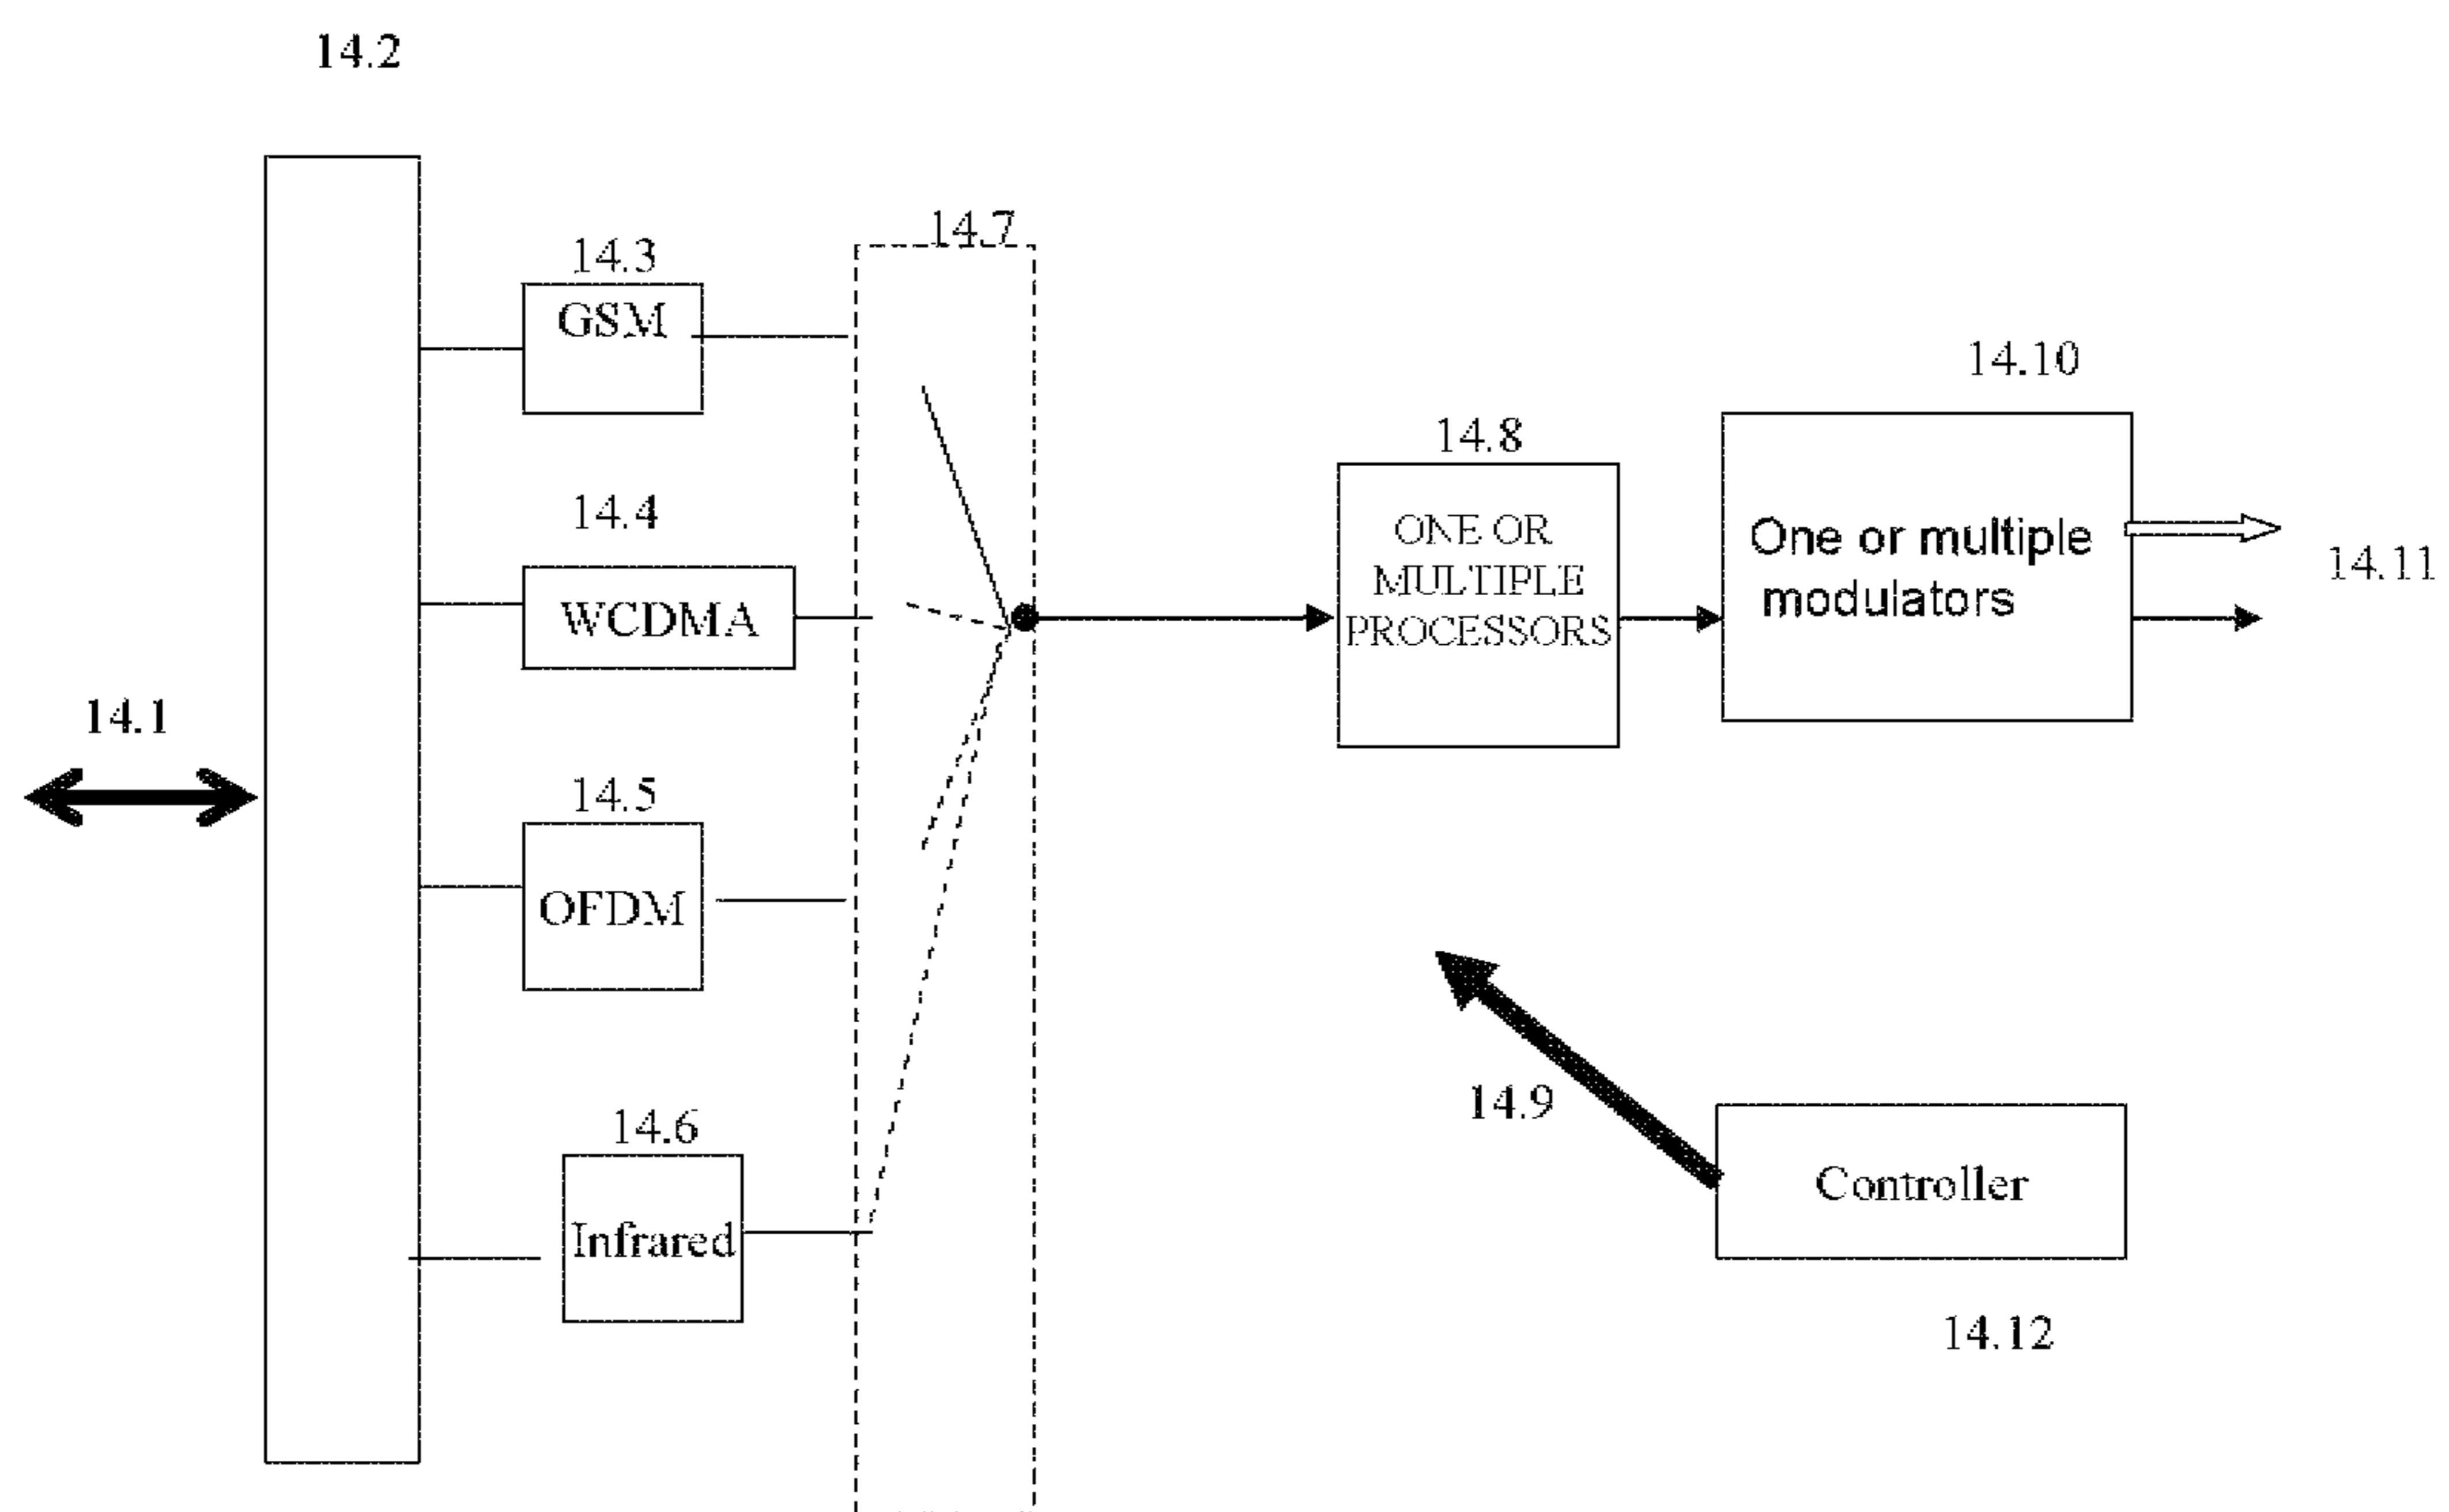 14.2
14.7
14.3
GSM
14.10
14.8
14.4
ONE OR
MULTIPLE
PROCESSORS
One or multiple
modulators
14.11
WCDMA
14.1
14.5
OFDM
14.9
14.6
Infrared
Controller
14.12